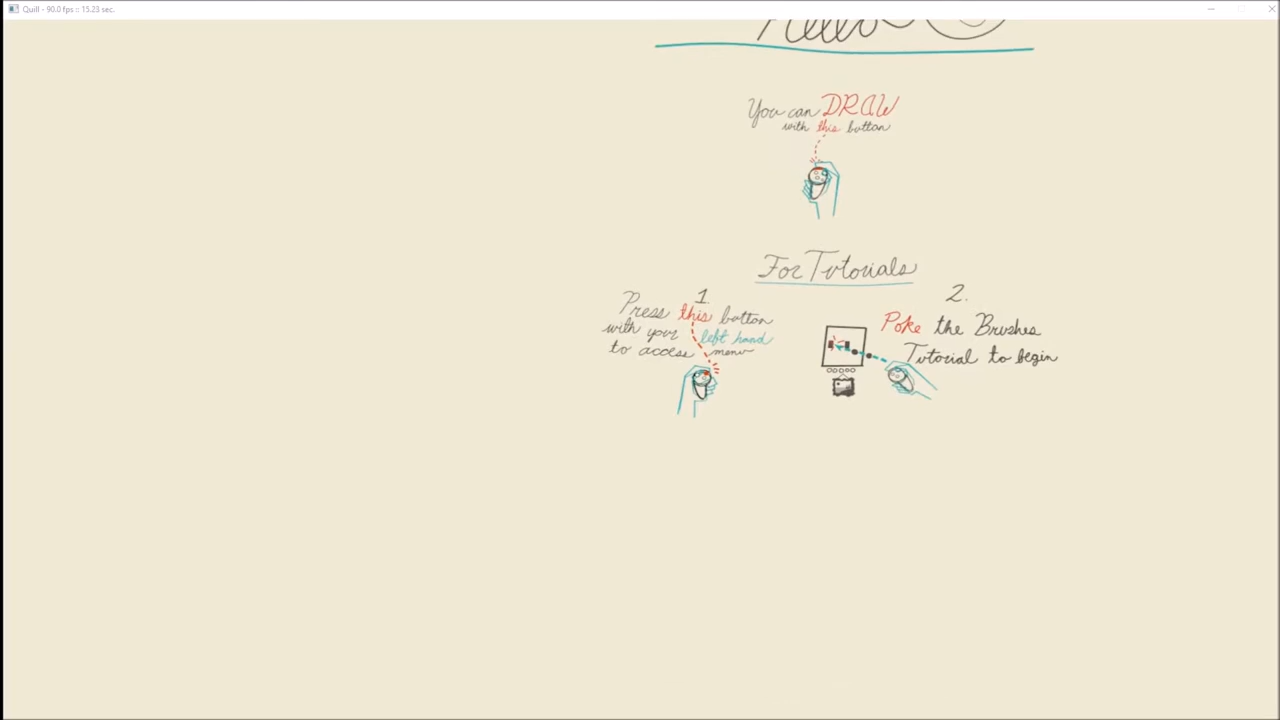 Quill - 90.0 fps :: 15.23 sec.
Hello
You can DRAW
with this button
For Tutorials
1.
Press this button
with your left hand
to access menu
2.
Poke the Brushes
Tutorial to begin